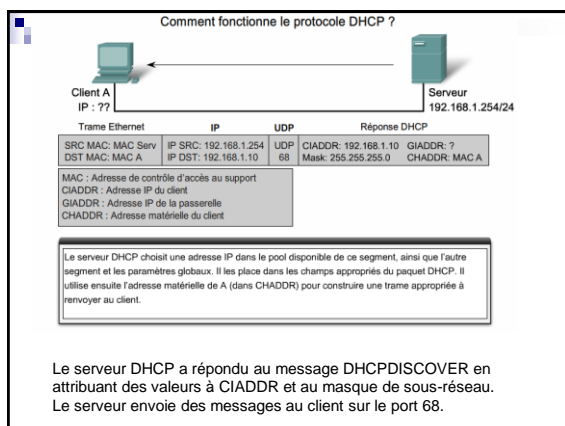 Comment fonctionne le protocole DHCP ?
Client A
IP : ??
Serveur
192.168.1.254/24
Trame Ethernet IP UDP Réponse DHCP
SRC MAC: MAC Serv IP SRC: 192.168.1.254 UDP CIADDR: 192.168.1.10 GIADDR: ?
DST MAC: MAC A IP DST: 192.168.1.10 68 Mask: 255.255.255.0 CHADDR: MAC A
MAC : Adresse de contrôle d'accès au support
CIADDR : Adresse IP du client
GIADDR : Adresse IP de la passerelle
CHADDR : Adresse matérielle du client
Le serveur DHCP choisit une adresse IP dans le pool disponible de ce segment, ainsi que l'autre
segment et les paramètres globaux. Il les place dans les champs appropriés du paquet DHCP. Il
utilise ensuite l'adresse matérielle de A (dans CHADDR) pour construire une trame appropriée à
renvoyer au client.
Le serveur DHCP a répondu au message DHCPDISCOVER en
attribuant des valeurs à CIADDR et au masque de sous-réseau.
Le serveur envoie des messages au client sur le port 68.